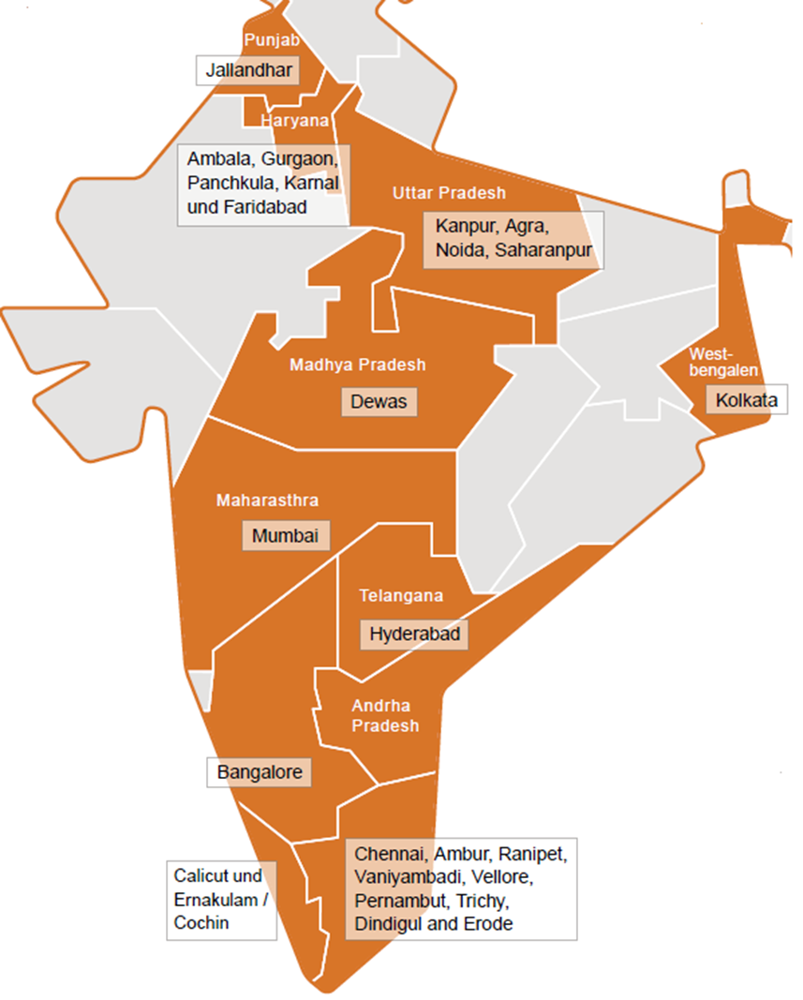 Punjab
Jallandhar
Haryana
Ambala, Gurgaon,
Panchkula, Karnal
und Faridabad
Uttar Pradesh
Kanpur, Agra,
Noida, Saharanpur
Madhya Pradesh
Dewas
West-
bengalen
Kolkata
Maharasthra
Mumbai
Telangana
Hyderabad
Andrha
Pradesh
Bangalore
Calicut und
Ernakulam /
Cochin
Chennai, Ambur, Ranipet,
Vaniyambadi, Vellore,
Pernambut, Trichy,
Dindigul and Erode